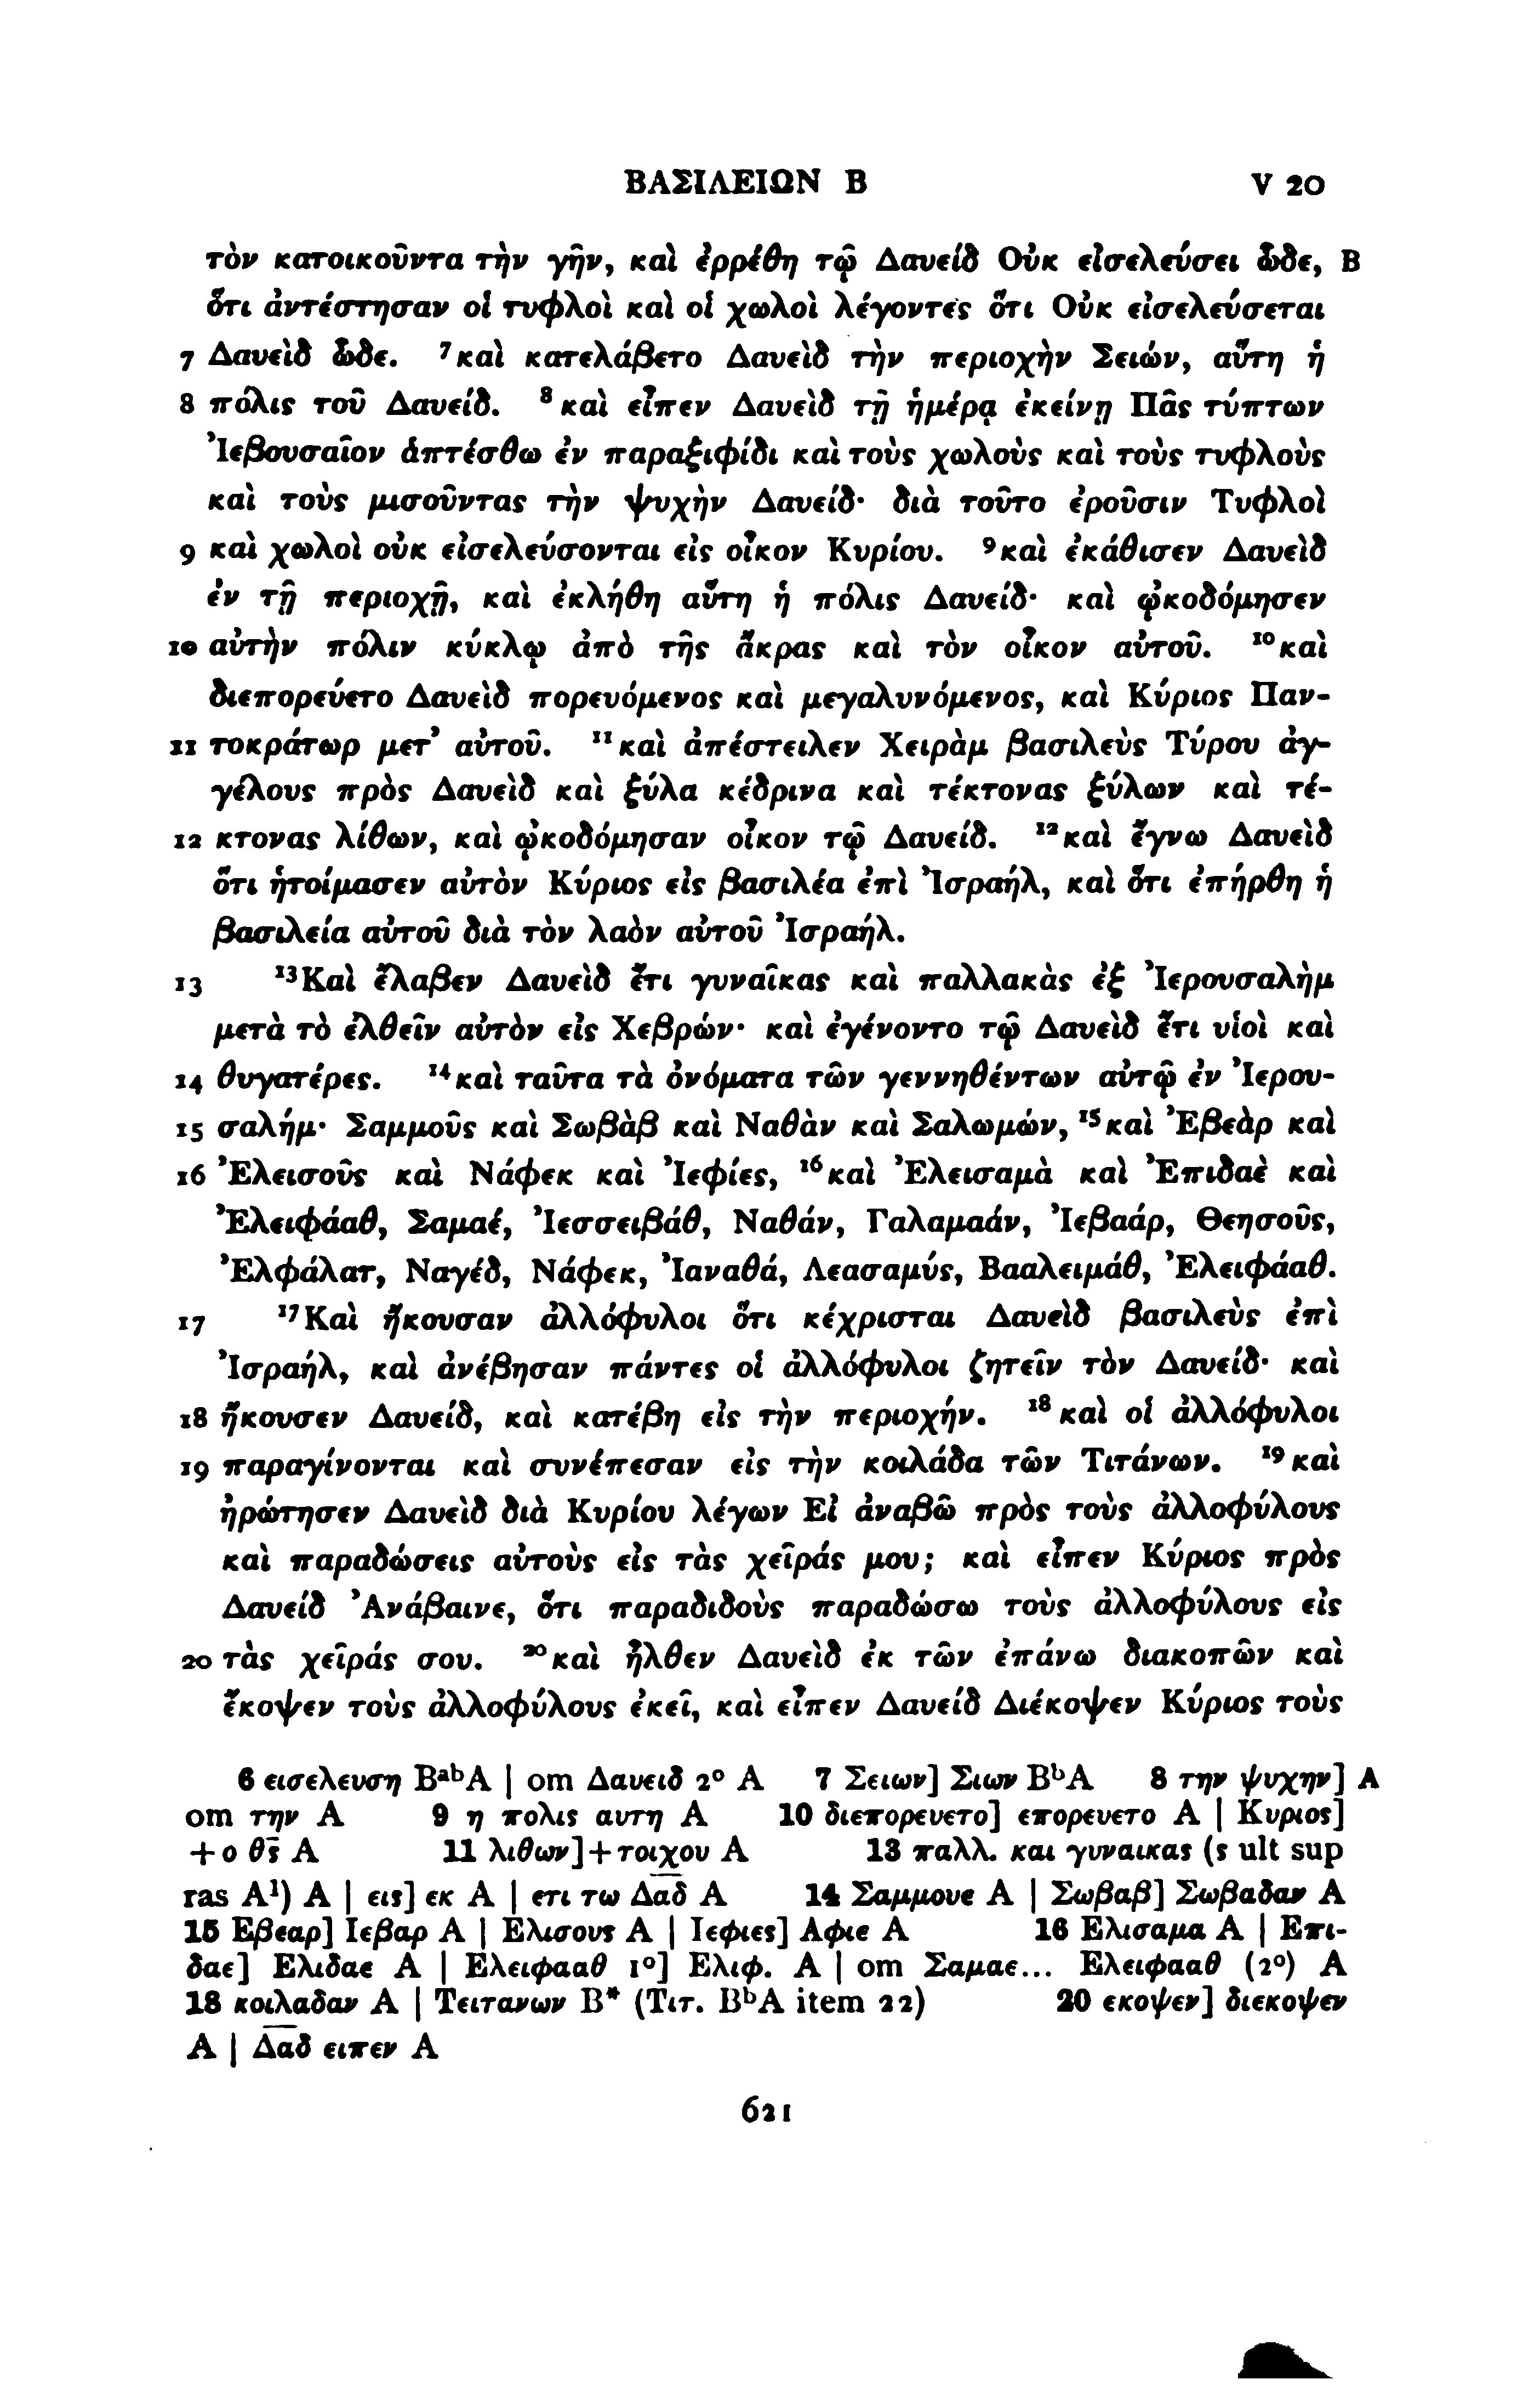 ΒΑΣΙΛΕΙΩΝ Β V 20
τὸν κατοικοῦντα τὴν γῆν, καὶ ἐρρέθη τῷ Δαυείδ Οὐκ εἰσελεύσει ὧδε, B
ὅτι ἀντέστησαν οἱ τυφλοὶ καὶ οἱ χωλοὶ λέγοντες ὅτι Οὐκ εἰσελεύσεται
7 Δαυεὶδ ὧδε. ⁷καὶ κατελάβετο Δαυεὶδ τὴν περιοχὴν Σειών, αὕτη ἡ
8 πόλις τοῦ Δαυείδ. ⁸καὶ εἶπεν Δαυεὶδ τῇ ἡμέρᾳ ἐκείνῃ Πᾶς τύπτων
Ἰεβουσαῖον ἁπτέσθω ἐν παραξιφίδι καὶ τοὺς χωλοὺς καὶ τοὺς τυφλοὺς
καὶ τοὺς μισοῦντας τὴν ψυχὴν Δαυείδ· διὰ τοῦτο ἐροῦσιν Τυφλοὶ
9 καὶ χωλοὶ οὐκ εἰσελεύσονται εἰς οἶκον Κυρίου. ⁹καὶ ἐκάθισεν Δαυεὶδ
ἐν τῇ περιοχῇ, καὶ ἐκλήθη αὕτη ἡ πόλις Δαυείδ· καὶ ᾠκοδόμησεν
10 αὐτὴν πόλιν κύκλῳ ἀπὸ τῆς ἄκρας καὶ τὸν οἶκον αὐτοῦ. ¹⁰καὶ
διεπορεύετο Δαυεὶδ πορευόμενος καὶ μεγαλυνόμενος, καὶ Κύριος Παν-
11 τοκράτωρ μετ’ αὐτοῦ. ¹¹καὶ ἀπέστειλεν Χειρὰμ βασιλεὺς Τύρου ἀγ-
γέλους πρὸς Δαυεὶδ καὶ ξύλα κέδρινα καὶ τέκτονας ξύλων καὶ τέ-
12 κτονας λίθων, καὶ ᾠκοδόμησαν οἶκον τῷ Δαυείδ. ¹²καὶ ἔγνω Δαυεὶδ
ὅτι ἡτοίμασεν αὐτὸν Κύριος εἰς βασιλέα ἐπὶ Ἰσραήλ, καὶ ὅτι ἐπήρθη ἡ
βασιλεία αὐτοῦ διὰ τὸν λαὸν αὐτοῦ Ἰσραήλ.
13 ¹³Καὶ ἔλαβεν Δαυεὶδ ἔτι γυναῖκας καὶ παλλακὰς ἐξ Ἰερουσαλὴμ
μετὰ τὸ ἐλθεῖν αὐτὸν εἰς Χεβρών· καὶ ἐγένοντο τῷ Δαυεὶδ ἔτι υἱοὶ καὶ
14 θυγατέρες. ¹⁴καὶ ταῦτα τὰ ὀνόματα τῶν γεννηθέντων αὐτῷ ἐν Ἰερου-
15 σαλήμ· Σαμμοῦς καὶ Σωβὰβ καὶ Ναθὰν καὶ Σαλωμών, ¹⁵καὶ Ἐβεὰρ καὶ
16 Ἐλεισοῦς καὶ Νάφεκ καὶ Ἰεφίες, ¹⁶καὶ Ἐλεισαμὰ καὶ Ἐπιδαὲ καὶ
Ἐλειφάαθ, Σαμαέ, Ἰεσσειβάθ, Ναθάν, Γαλαμαάν, Ἰεβαάρ, Θεησοῦς,
Ἐλφάλατ, Ναγέδ, Νάφεκ, Ἰαναθά, Λεασαμύς, Βααλειμάθ, Ἐλειφάαθ.
17 ¹⁷Καὶ ἤκουσαν ἀλλόφυλοι ὅτι κέχρισται Δαυεὶδ βασιλεὺς ἐπὶ
Ἰσραήλ, καὶ ἀνέβησαν πάντες οἱ ἀλλόφυλοι ζητεῖν τὸν Δαυείδ· καὶ
18 ἤκουσεν Δαυείδ, καὶ κατέβη εἰς τὴν περιοχήν. ¹⁸καὶ οἱ ἀλλόφυλοι
19 παραγίνονται καὶ συνέπεσαν εἰς τὴν κοιλάδα τῶν Τιτάνων. ¹⁹καὶ
ἠρώτησεν Δαυεὶδ διὰ Κυρίου λέγων Εἰ ἀναβῶ πρὸς τοὺς ἀλλοφύλους
καὶ παραδώσεις αὐτοὺς εἰς τὰς χεῖράς μου; καὶ εἶπεν Κύριος πρὸς
Δαυείδ Ἀνάβαινε, ὅτι παραδιδοὺς παραδώσω τοὺς ἀλλοφύλους εἰς
20 τὰς χεῖράς σου. ²⁰καὶ ἦλθεν Δαυεὶδ ἐκ τῶν ἐπάνω διακοπῶν καὶ
ἔκοψεν τοὺς ἀλλοφύλους ἐκεῖ, καὶ εἶπεν Δαυείδ Διέκοψεν Κύριος τοὺς
6 εισελευση BᵃᵇA | om Δαυειδ 2° A 7 Σειων] Σιων BᵇA 8 την ψυχην] A
om την A 9 η πολις αυτη A 10 διεπορευετο] επορευετο A | Κυριος]
+ ο θ̅ς̅ A 11 λιθων]+τοιχου A 13 παλλ. και γυναικας (ς ult sup
ras A¹) A | εις] εκ A | ετι τω Δ̅α̅δ̅ A 14 Σαμμουε A | Σωβαβ] Σωβαδαν A
15 Εβεαρ] Ιεβαρ A | Ελισους A | Ιεφιες] Αφιε A 16 Ελισαμα A | Επι-
δαε] Ελιδαε A | Ελειφααθ 1°] Ελιφ. A | om Σαμαε... Ελειφααθ (2°) A
18 κοιλαδαν A | Τειτανων B* (Τιτ. BᵇA item 22) 20 εκοψεν] διεκοψεν
A | Δ̅α̅δ̅ ειπεν A
621